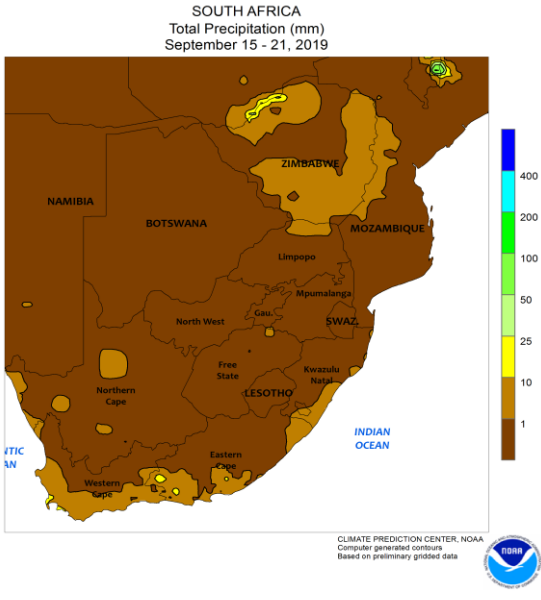 SOUTH AFRICA
Total Precipitation (mm)
September 15 - 21, 2019
ZIMBABWE
NAMIBIA
BOTSWANA
MOZAMBIQUE
Limpopo
Mpumalanga
Gau.
North West
SWAZ.
Free
State
Kwazulu
Natal
Northern
Cape
LESOTHO
INDIAN
OCEAN
NTIC
AN
Eastern
Cape
Western
Cape
400
200
100
50
25
10
1
CLIMATE PREDICTION CENTER, NOAA
Computer generated contours
Based on preliminary gridded data
NOAA